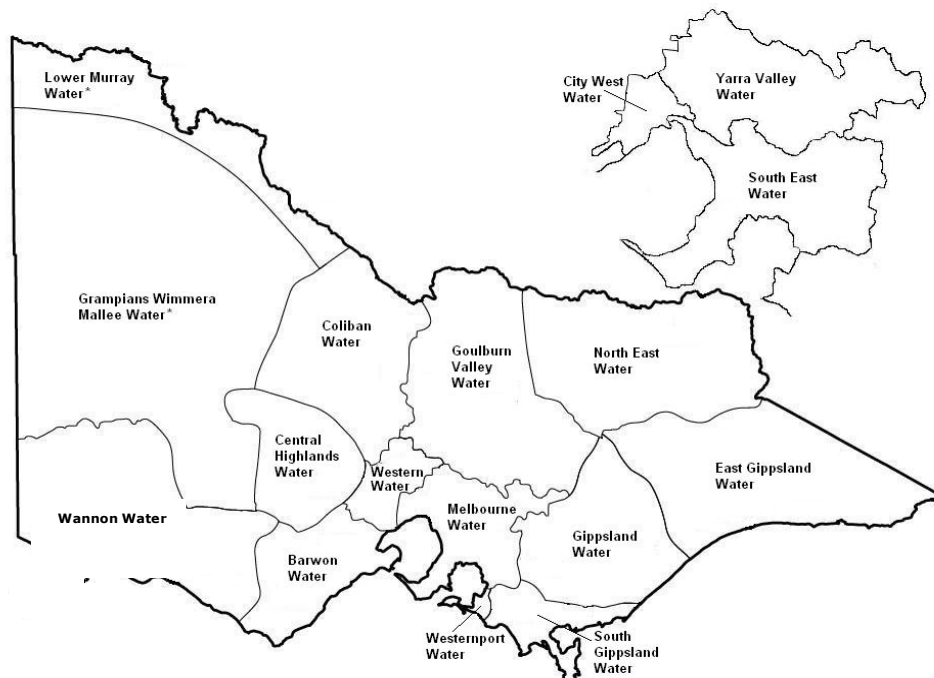 Lower Murray
Water*
City West
Water
Yarra Valley
Water
South East
Water
Grampians Wimmera
Mallee Water*
Coliban
Water
Goulburn
Valley
Water
North East
Water
Central
Highlands
Water
Western
Water
East Gippsland
Water
Wannon Water
Melbourne
Water
Gippsland
Water
Barwon
Water
Westernport
Water
South
Gippsland
Water